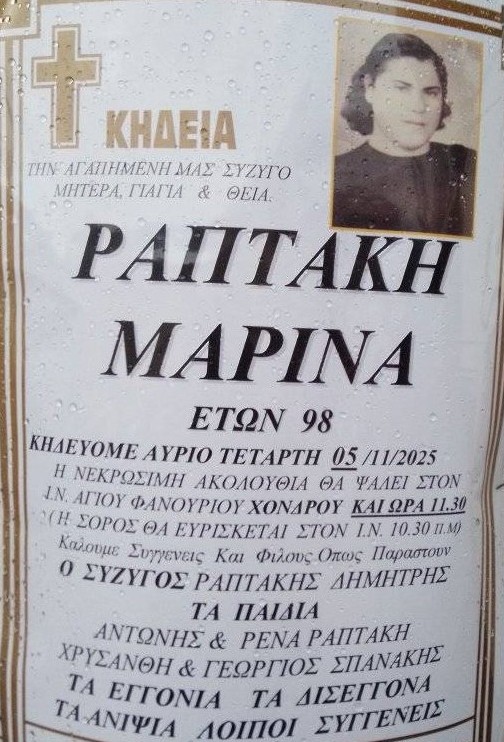 ΚΗΔΕΙΑ
ΤΗΝ ΑΓΑΠΗΜΕΝΗ ΜΑΣ ΣΥΖΥΓΟ
ΜΗΤΕΡΑ, ΓΙΑΓΙΑ & ΘΕΙΑ.
ΡΑΠΤΑΚΗ
ΜΑΡΙΝΑ
ΕΤΩΝ 98
ΚΗΔΕΥΟΜΕ ΑΥΡΙΟ ΤΕΤΑΡΤΗ 05 /11/2025
Η ΝΕΚΡΩΣΙΜΗ ΑΚΟΛΟΥΘΙΑ ΘΑ ΨΑΛΕΙ ΣΤΟΝ
Ι.Ν. ΑΓΙΟΥ ΦΑΝΟΥΡΙΟΥ ΧΟΝΔΡΟΥ ΚΑΙ ΩΡΑ 11.30
( Η ΣΟΡΟΣ ΘΑ ΕΥΡΙΣΚΕΤΑΙ ΣΤΟΝ Ι.Ν. 10.30 Π.Μ)
Καλουμε Συγγενεις Και Φιλους Οπως Παραστουν
Ο ΣΥΖΥΓΟΣ ΡΑΠΤΑΚΗΣ ΔΗΜΗΤΡΗΣ
ΤΑ ΠΑΙΔΙΑ
ΑΝΤΩΝΗΣ & ΡΕΝΑ ΡΑΠΤΑΚΗ
ΧΡΥΣΑΝΘΗ & ΓΕΩΡΓΙΟΣ ΣΠΑΝΑΚΗΣ
ΤΑ ΕΓΓΟΝΙΑ ΤΑ ΔΙΣΕΓΓΟΝΑ
ΤΑ ΑΝΙΨΙΑ ΛΟΙΠΟΙ ΣΥΓΓΕΝΕΙΣ